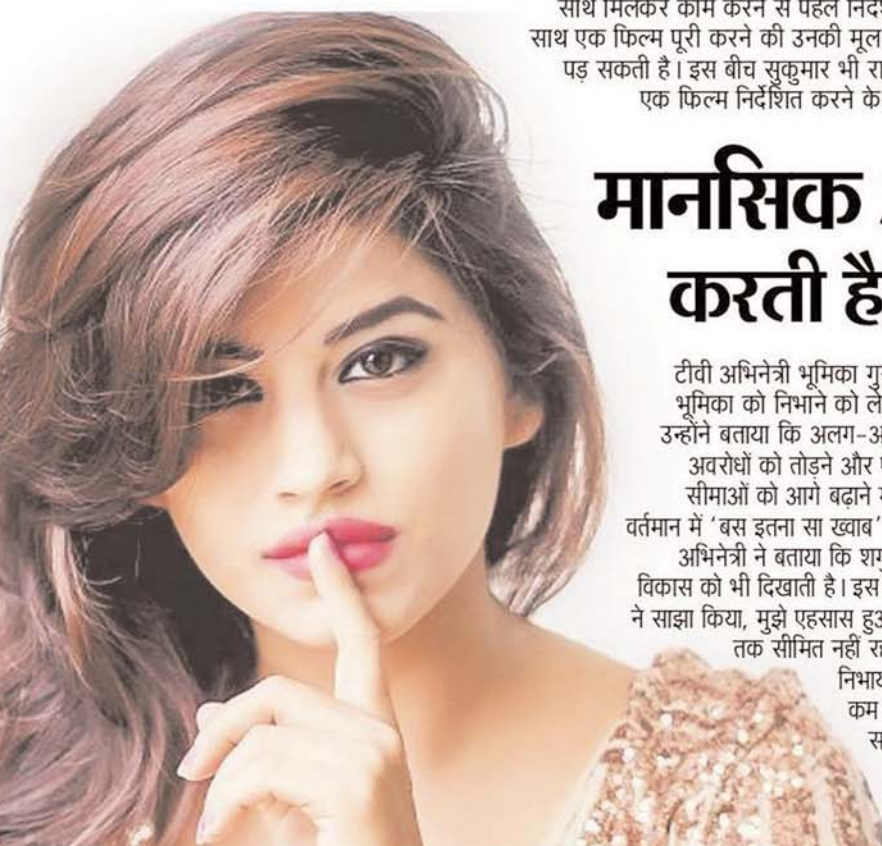 साथ मिलकर काम करने से पहले
साथ एक फिल्म पूरी करने की उनकी मूल
पड़ सकती है। इस बीच सुकुमार भी
एक फिल्म निर्देशित करने के
मानसिक
करती है
टीवी अभिनेत्री भूमिका
भूमिका को निभाने को
उन्होंने बताया कि
अवरोधों को तोड़ने और
सीमाओं को आगे बढ़ाने
वर्तमान में ‘बस इतना सा ख्वाब’
अभिनेत्री ने बताया कि
विकास को भी दिखाती है। इस
ने साझा किया, मुझे एहसास
तक सीमित नहीं
कम